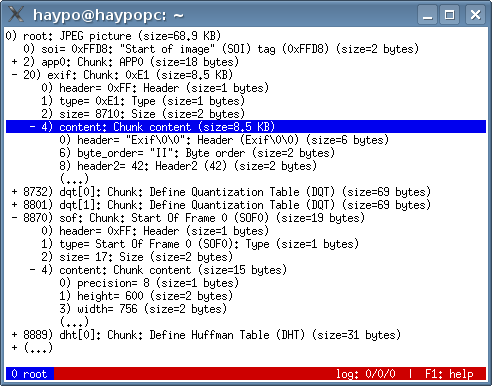 haypo@haypopc: ~
0) root: JPEG picture (size=68.9 KB)
0) soi= 0xFFD8: "Start of image" (SOI) tag (0xFFD8) (size=2 bytes)
+ 2) app0: Chunk: APP0 (size=18 bytes)
- 20) exif: Chunk: 0xE1 (size=8.5 KB)
0) header= 0xFF: Header (size=1 bytes)
1) type= 0xE1: Type (size=1 bytes)
2) size= 8710: Size (size=2 bytes)
- 4) content: Chunk content (size=8.5 KB)
0) header= "Exif\0\0": Header (Exif\0\0) (size=6 bytes)
6) byte_order= "II": Byte order (size=2 bytes)
8) header2= 42: Header2 (42) (size=2 bytes)
(...)
+ 8732) dqt[0]: Chunk: Define Quantization Table (DQT) (size=69 bytes)
+ 8801) dqt[1]: Chunk: Define Quantization Table (DQT) (size=69 bytes)
- 8870) sof: Chunk: Start Of Frame 0 (SOF0) (size=19 bytes)
0) header= 0xFF: Header (size=1 bytes)
1) type= Start Of Frame 0 (SOF0): Type (size=1 bytes)
2) size= 17: Size (size=2 bytes)
- 4) content: Chunk content (size=15 bytes)
0) precision= 8 (size=1 bytes)
1) height= 600 (size=2 bytes)
3) width= 756 (size=2 bytes)
(...)
+ 8889) dht[0]: Chunk: Define Huffman Table (DHT) (size=31 bytes)
+ (...)
0 root log: 0/0/0 | F1: help